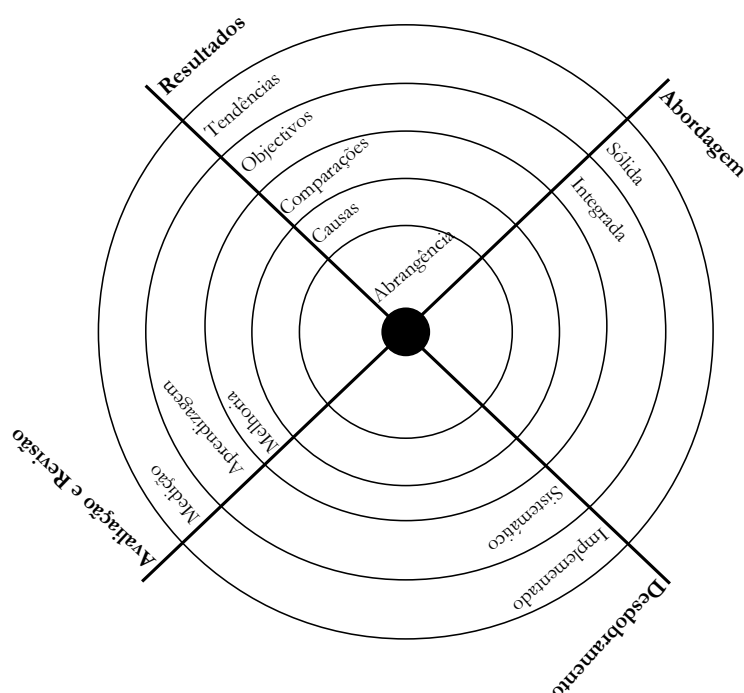 Resultados
Tendências
Objectivos
Comparações
Causas
Abrangência
Abordagem
Sólida
Integrada
Desdobramento
Implementado
Sistemático
Avaliação e Revisão
Medição
Aprendizagem
Melhoria